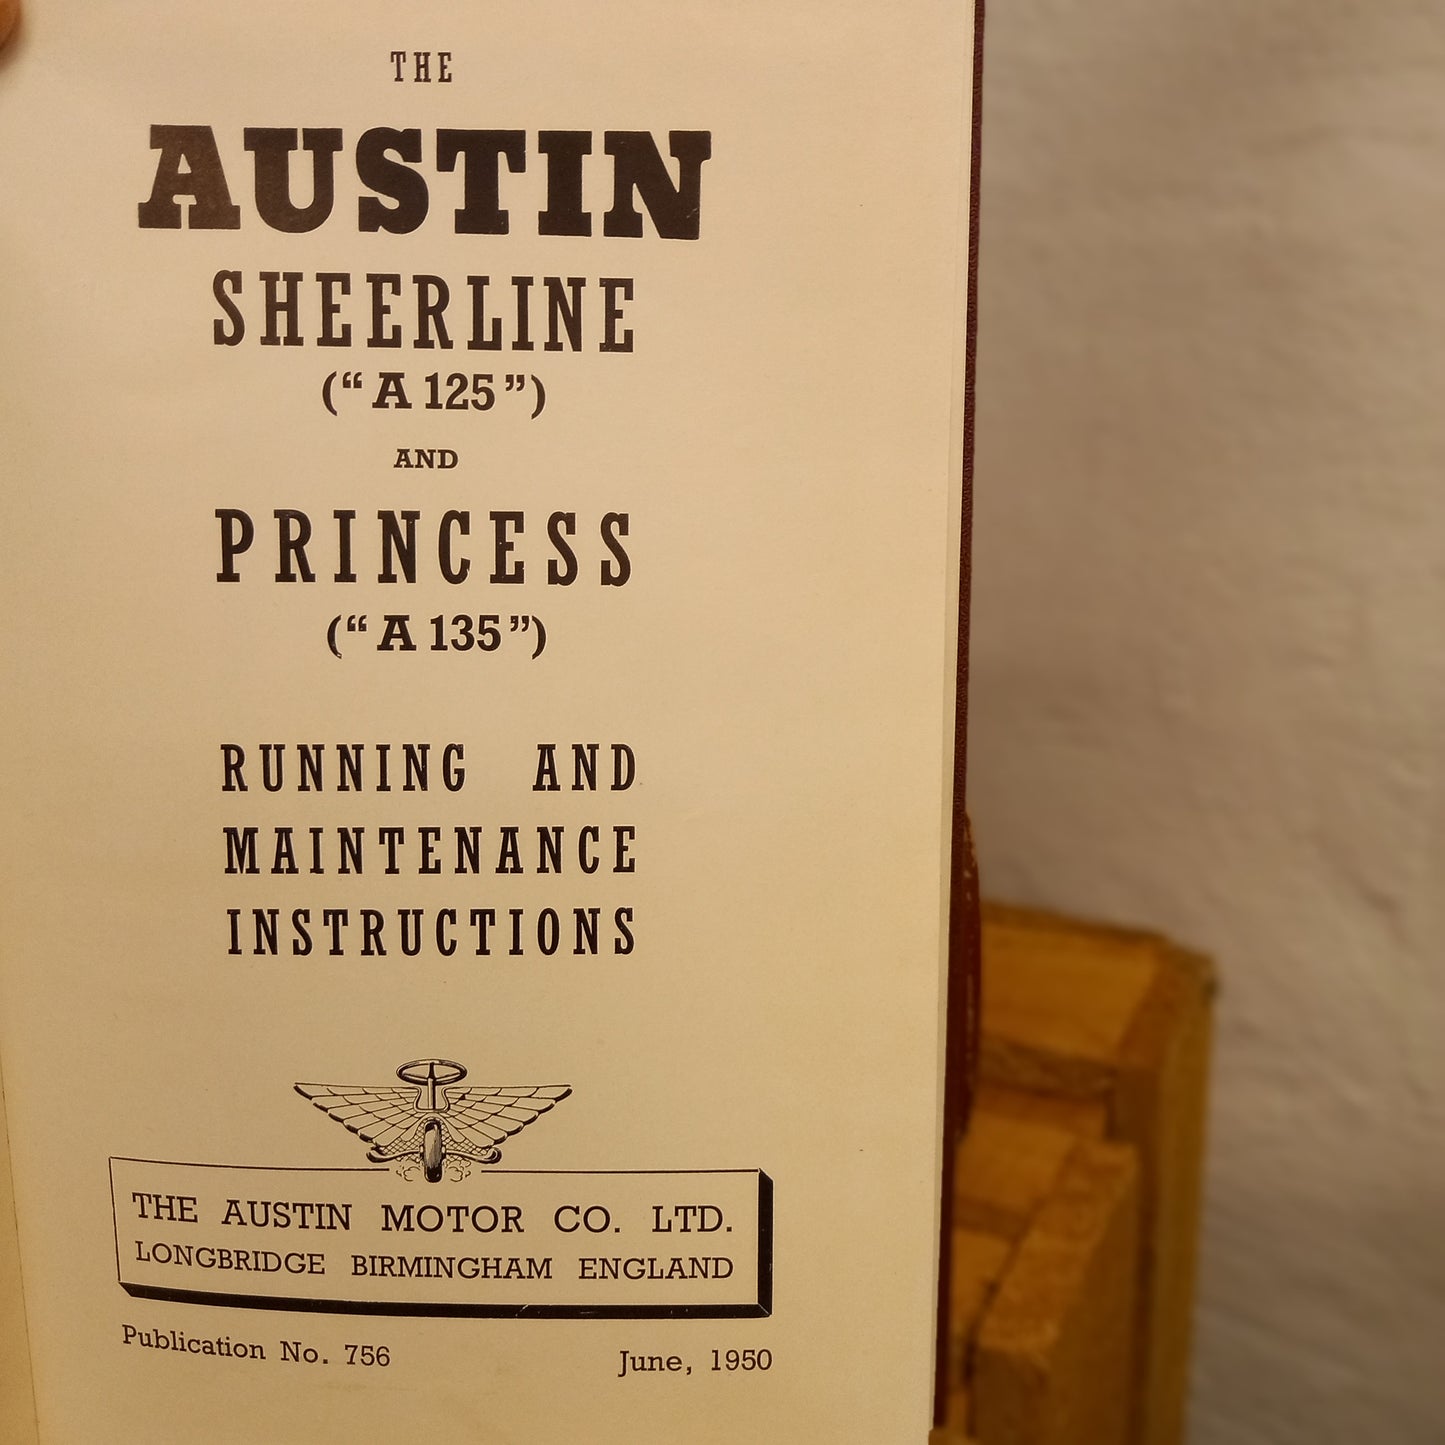 THE
AUSTIN
SHEERLINE
(“A 125”)
AND
PRINCESS
(“A 135”)
RUNNING AND
MAINTENANCE
INSTRUCTIONS
THE AUSTIN MOTOR CO. LTD.
LONGBRIDGE BIRMINGHAM ENGLAND
Publication No. 756 June, 1950